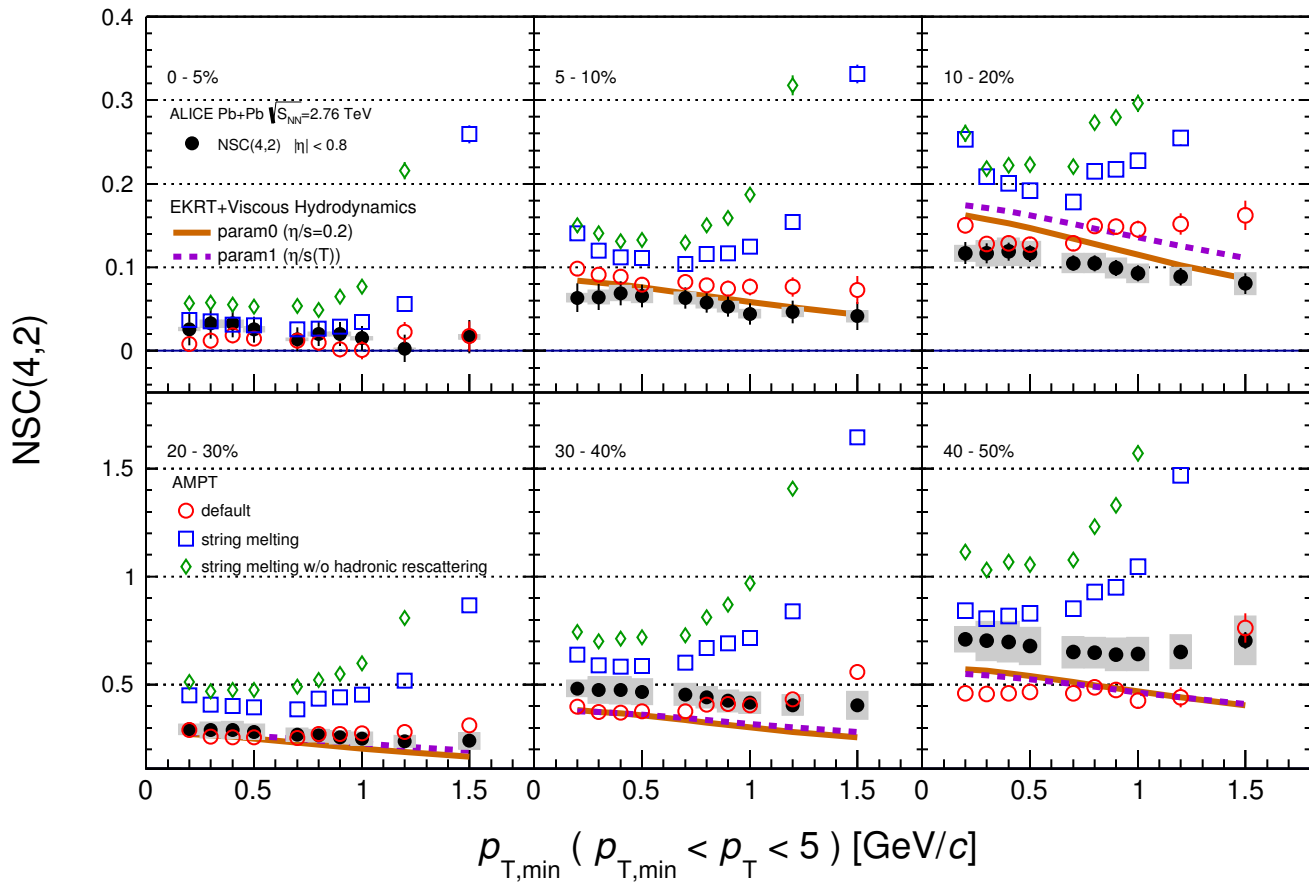 0.4
0.3
0.2
0.1
0
NSC(4,2)
0 - 5%
ALICE Pb+Pb √S_NN=2.76 TeV
NSC(4,2) |η| < 0.8
EKRT+Viscous Hydrodynamics
param0 (η/s=0.2)
param1 (η/s(T))
5 - 10%
10 - 20%
1.5
1
0.5
20 - 30%
AMPT
default
string melting
string melting w/o hadronic rescattering
30 - 40%
40 - 50%
0 0.5 1 1.5 0 0.5 1 1.5 0 0.5 1 1.5
p_T,min ( p_T,min < p_T < 5 ) [GeV/c]